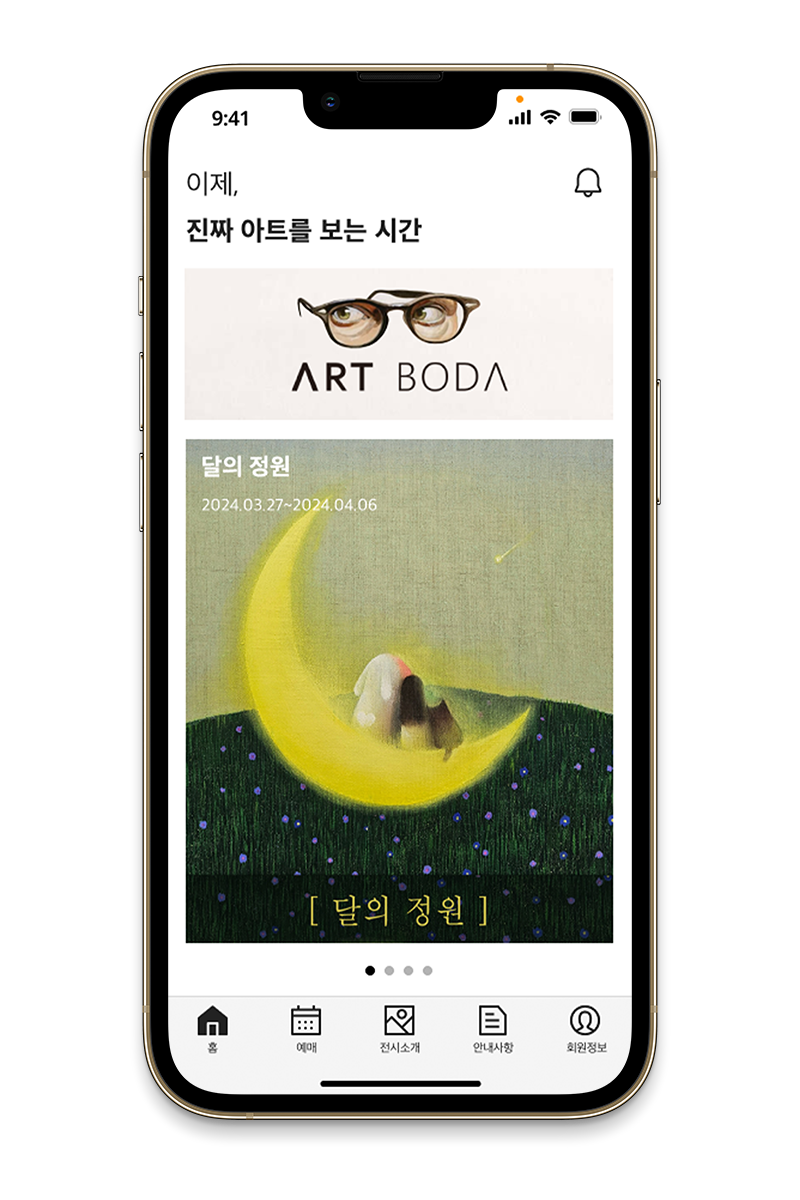 9:41
이제,
진짜 아트를 보는 시간
ART BODA
달의 정원
2024.03.27~2024.04.06
[ 달의 정원 ]
홈 예매 전시소개 안내사항 회원정보